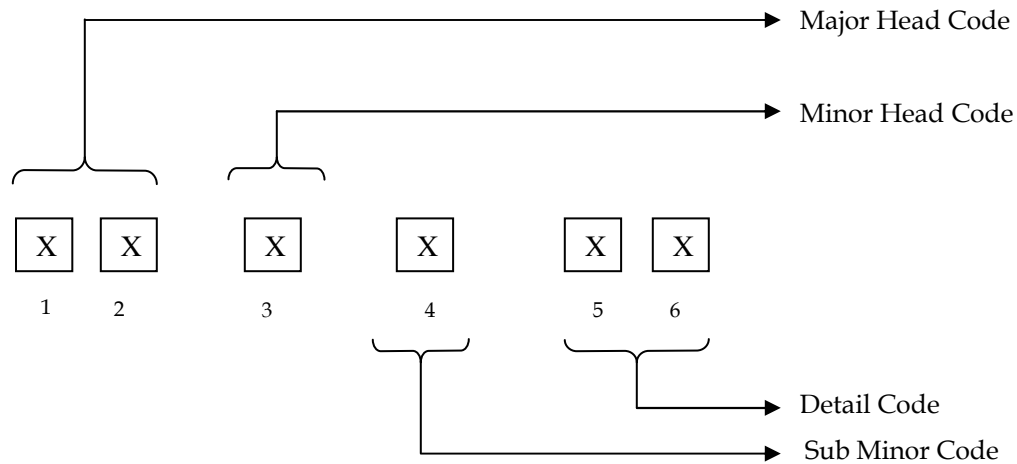 Major Head Code
Minor Head Code
X X X X X X
1 2 3 4 5 6
Detail Code
Sub Minor Code